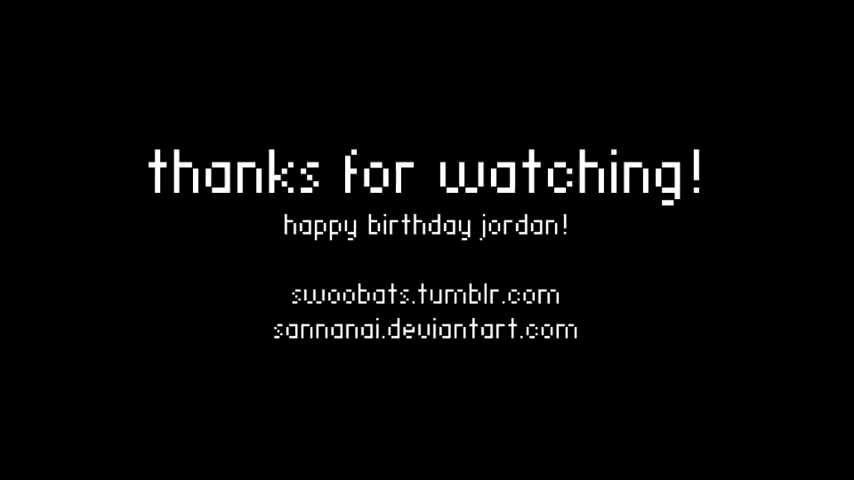 thanks for watching!
happy birthday jordan!
swoobats.tumblr.com
sannanai.deviantart.com